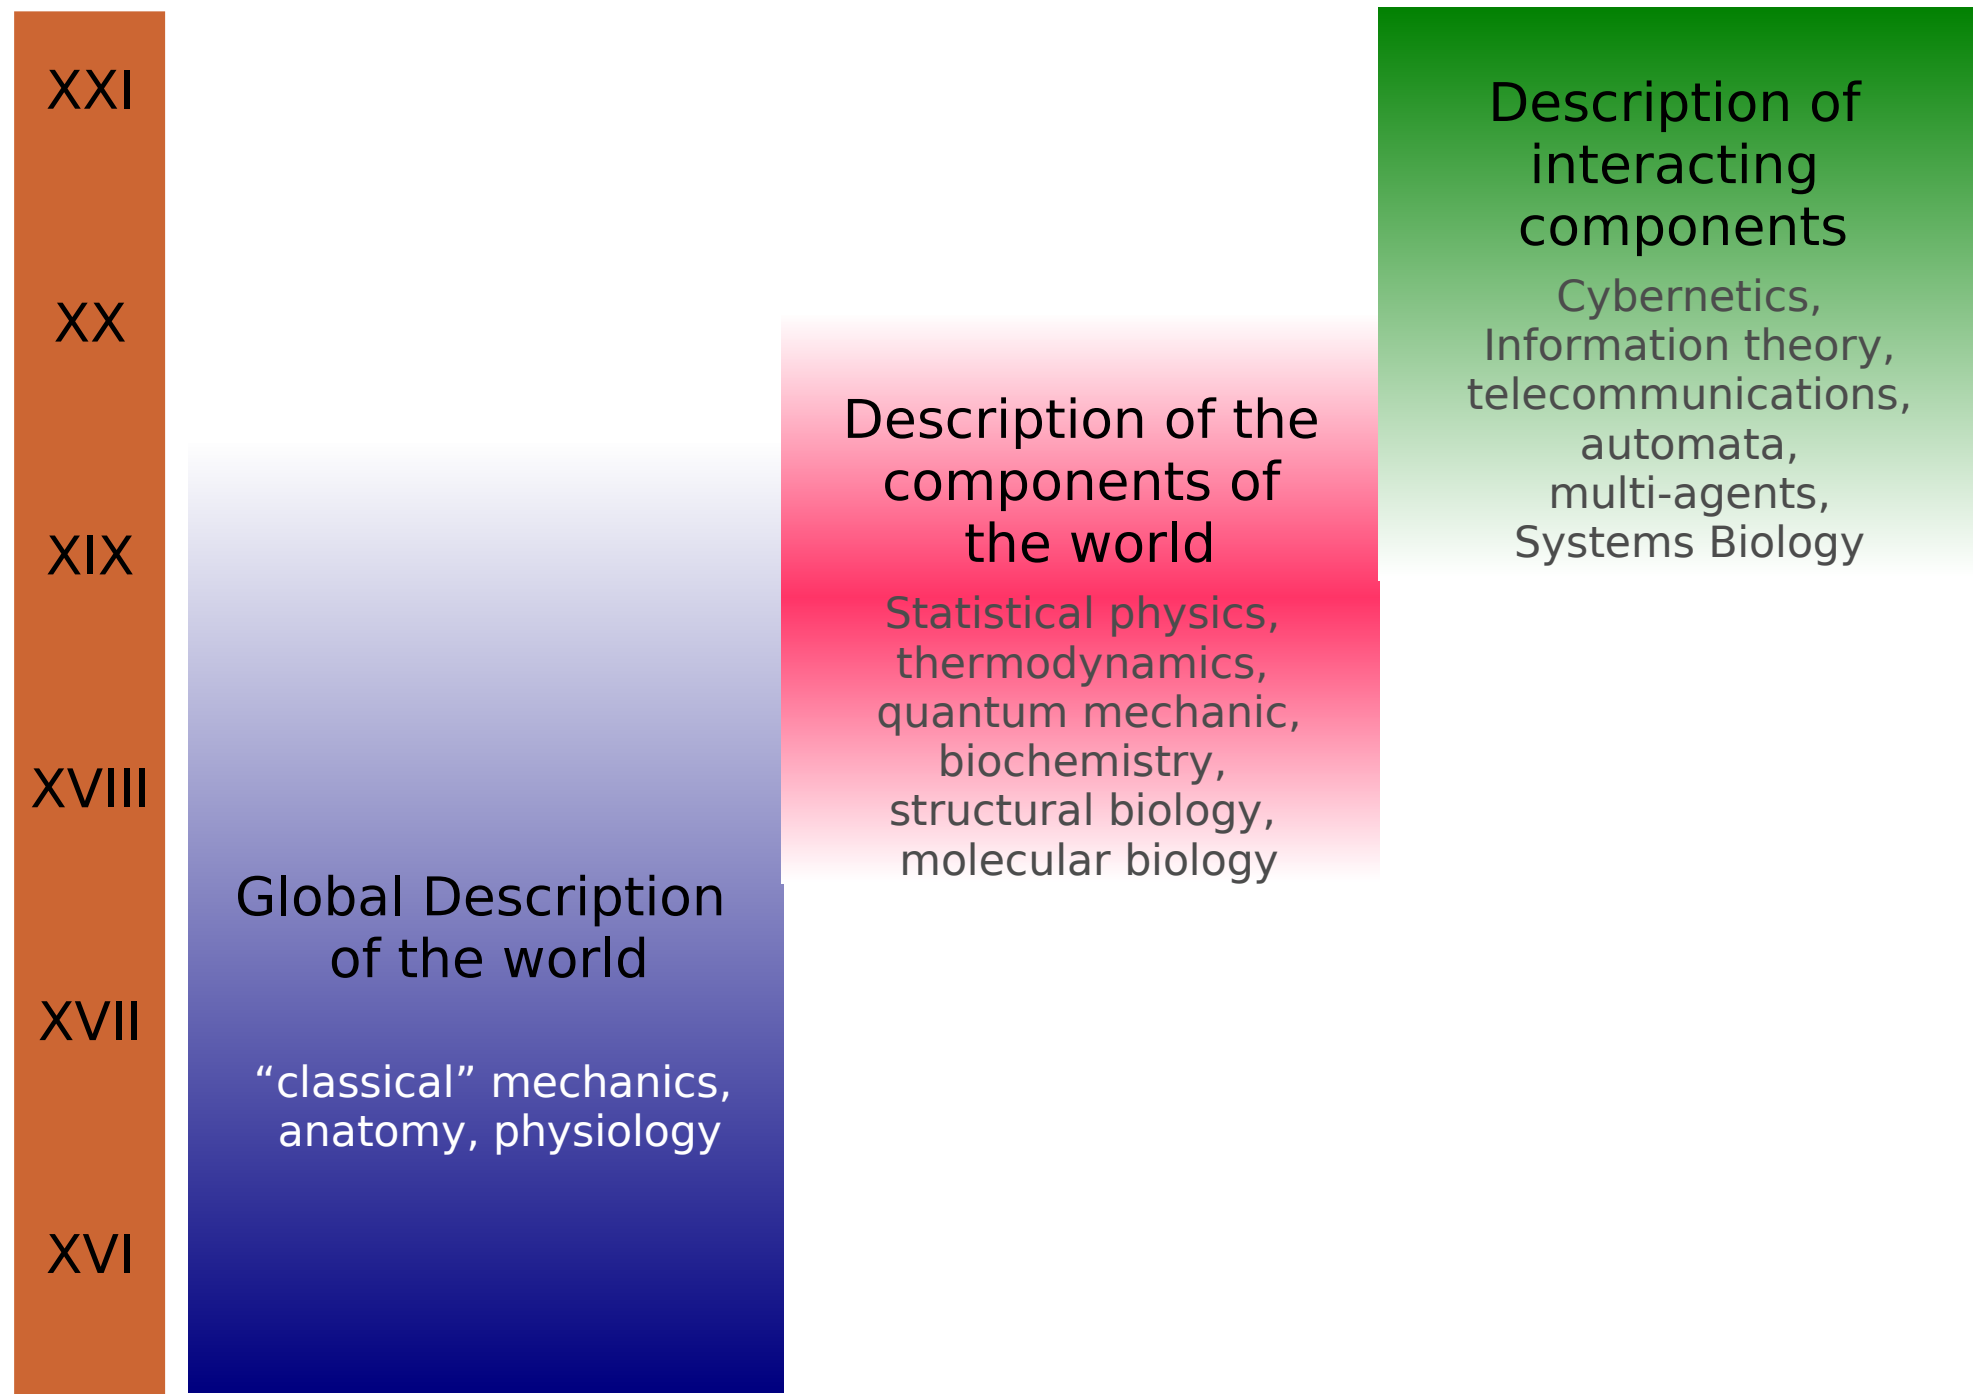 XXI
XX
XIX
XVIII
XVII
XVI
Global Description
of the world
“classical” mechanics,
anatomy, physiology
Description of the
components of
the world
Statistical physics,
thermodynamics,
quantum mechanic,
biochemistry,
structural biology,
molecular biology
Description of
interacting
components
Cybernetics,
Information theory,
telecommunications,
automata,
multi-agents,
Systems Biology